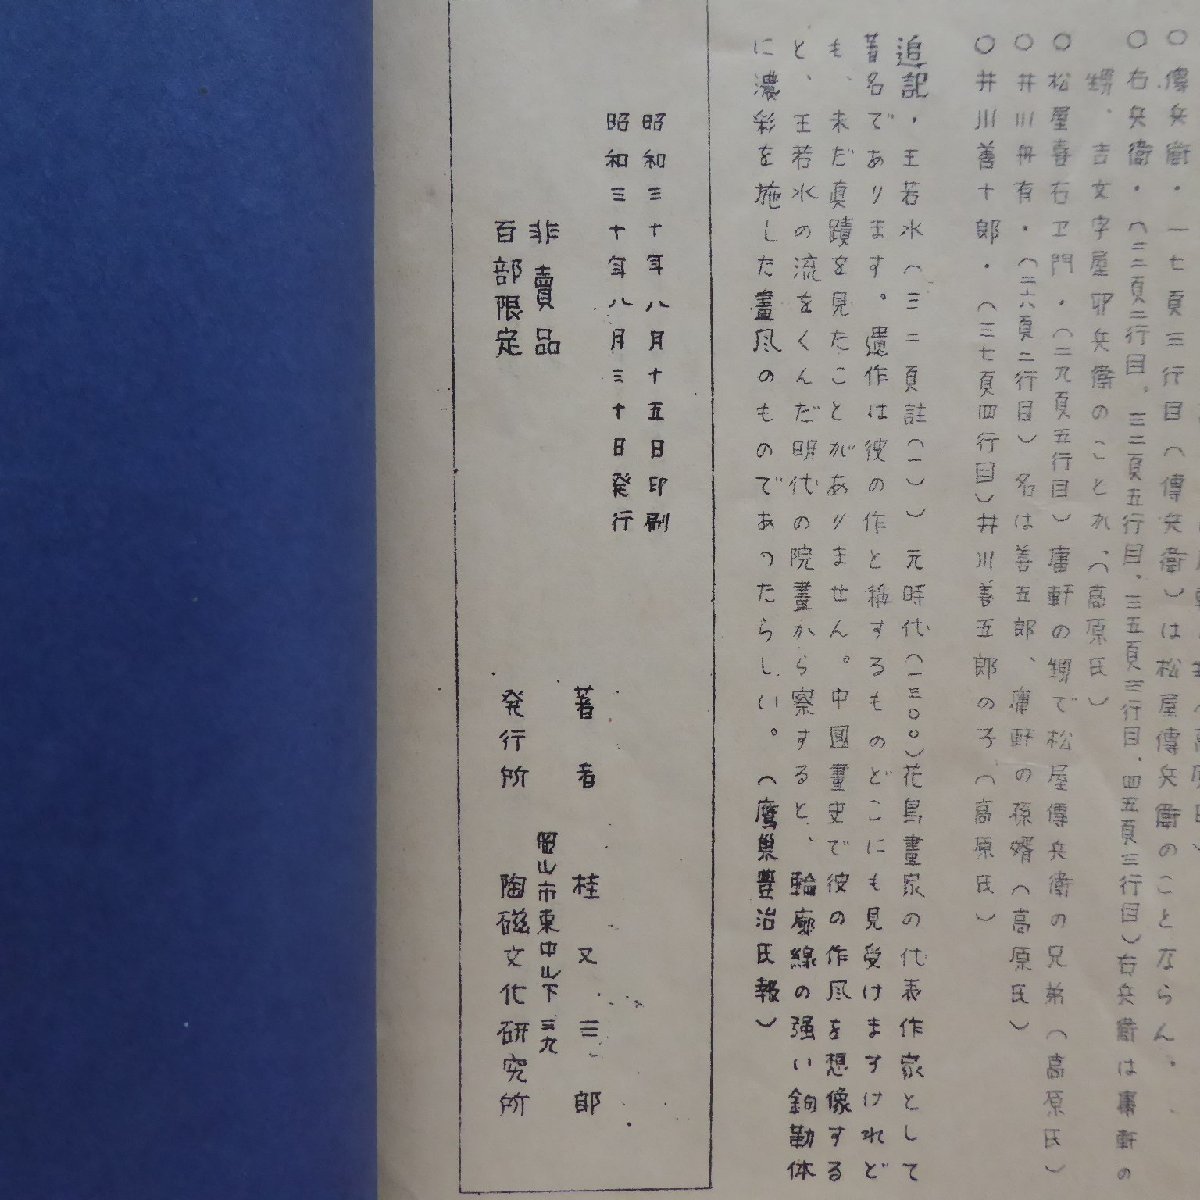 ○傳兵衛・一七頁三行目(傳兵衛)は松屋傳兵衛のことならん、
○右兵衛・(二三頁二行目、三二頁五行目、三五頁三行目、四五頁三行目)右兵衛は庸軒の
甥、吉文字屋卯兵衛のことれ、(高原氏)
○松屋喜右エ門・(二九頁五行目)庸軒の甥で松屋傳兵衛の兄弟(高原氏)
○井川舟有・(二六頁二行目)名は善五郎、庸軒の孫婿(高原氏)
○井川善十郎・(三七頁四行目)井川善五郎の子(高原氏)
追記・王若水(三二頁註(一))元時代(一三〇〇)花鳥畫家の代表作家として
著名であります。遺作は彼の作と稱するものどこにも見受けますけれど
も、未だ真蹟を見たことがありません。中國畫史で彼の作风を想像する
と、王若水の流をくんだ明代の院畫から察すると、輪廓線の强い鉤勒体
に濃彩を施した畫风のものであつたらしい。(鷹巢豐治氏報)
昭和三十年八月十五日印刷
昭和三十年八月三十日発行
非賣品
百部限定
著者 桂又三郎
岡山市東中山下三九
発行所 陶磁文化研究所